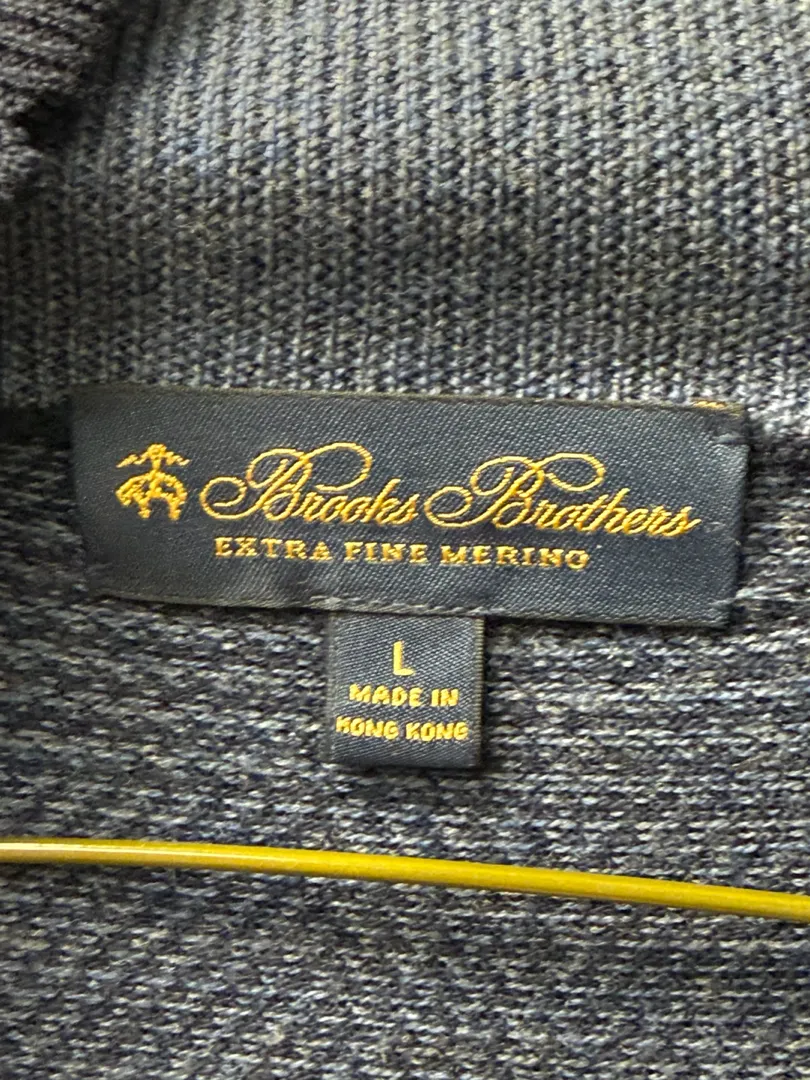 Brooks Brothers
EXTRA FINE MERINO
L
MADE IN
HONG KONG